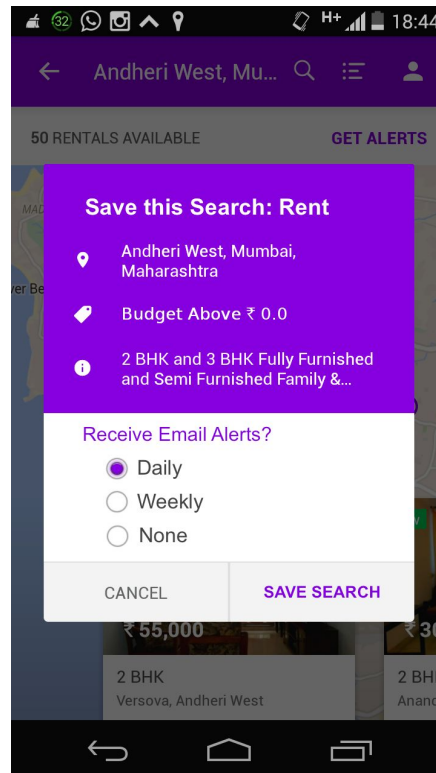 32
H+
18:44
Andheri West, Mu...
50 RENTALS AVAILABLE
GET ALERTS
Save this Search: Rent
Andheri West, Mumbai,
Maharashtra
Budget Above ₹ 0.0
2 BHK and 3 BHK Fully Furnished
and Semi Furnished Family &...
Receive Email Alerts?
Daily
Weekly
None
CANCEL
SAVE SEARCH
₹ 55,000
2 BHK
Versova, Andheri West
2 BH